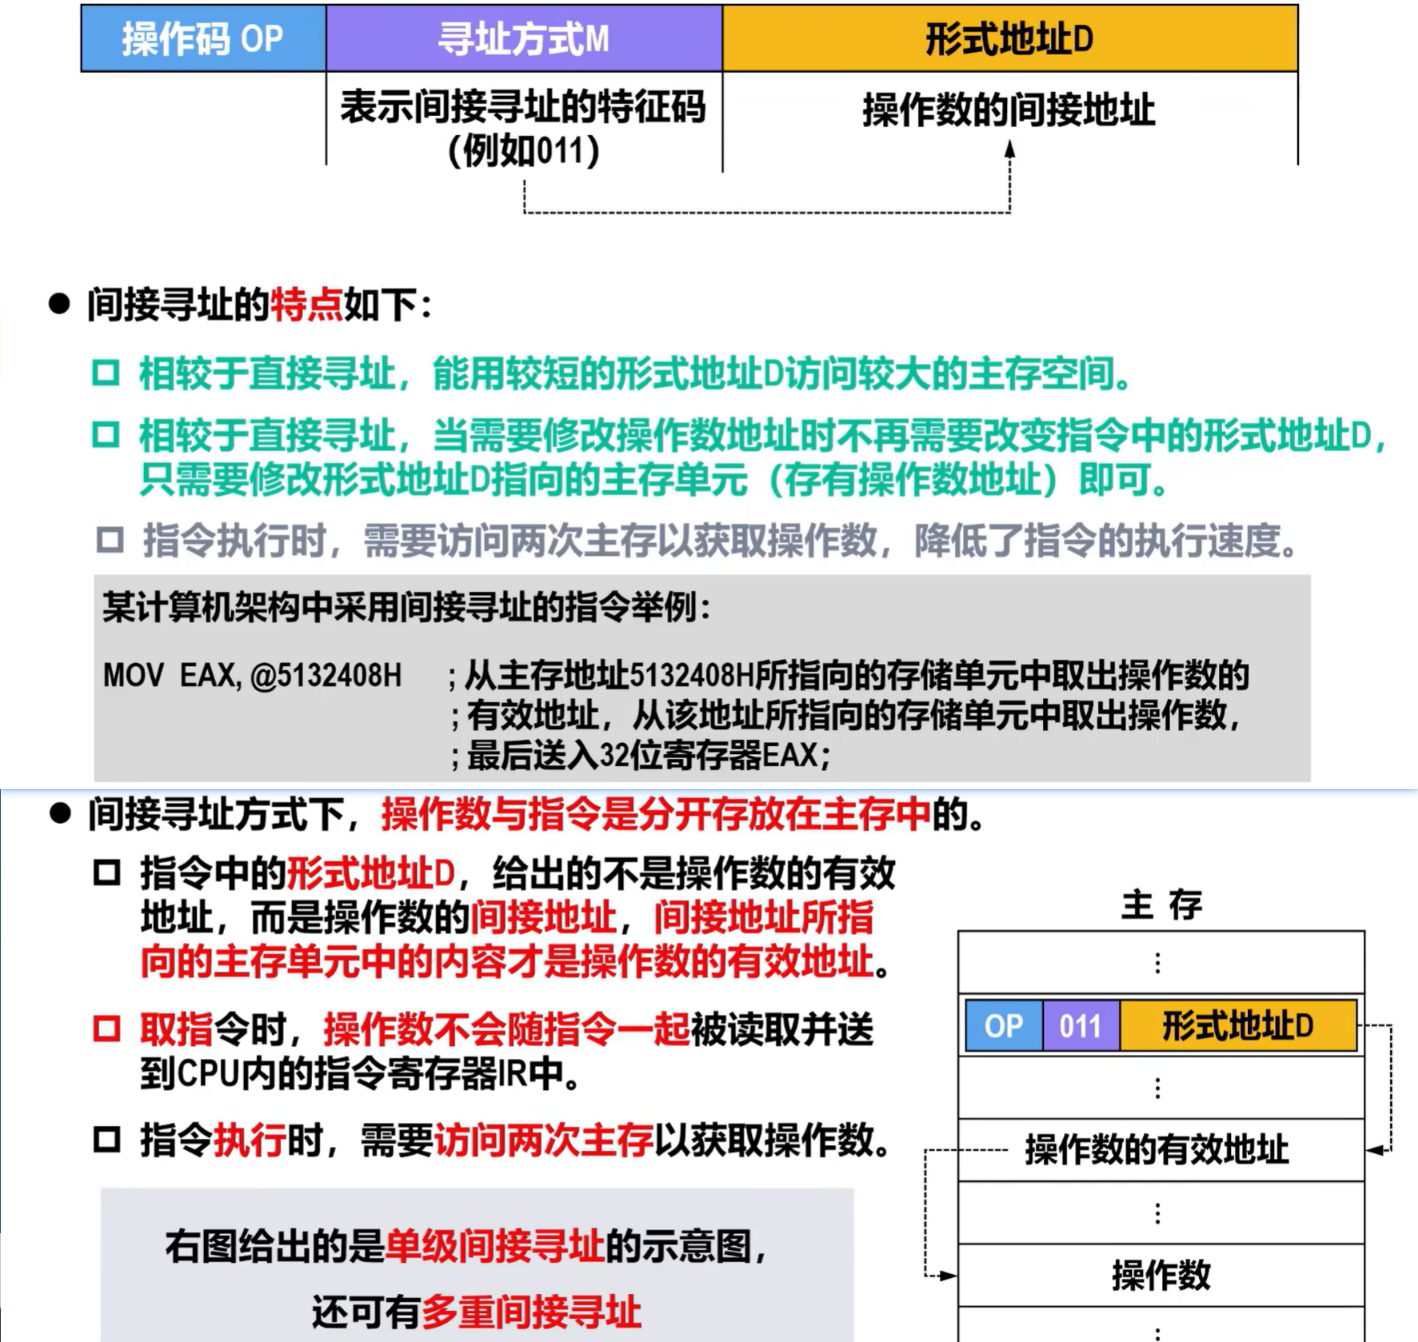 操作码 OP
寻址方式M
形式地址D
表示间接寻址的特征码
（例如011）
操作数的间接地址
● 间接寻址的特点如下：
相较于直接寻址，能用较短的形式地址D访问较大的主存空间。
相较于直接寻址，当需要修改操作数地址时不再需要改变指令中的形式地址D，
只需要修改形式地址D指向的主存单元（存有操作数地址）即可。
指令执行时，需要访问两次主存以获取操作数，降低了指令的执行速度。
某计算机架构中采用间接寻址的指令举例：
MOV EAX, @5132408H ; 从主存地址5132408H所指向的存储单元中取出操作数的
; 有效地址，从该地址所指向的存储单元中取出操作数，
; 最后送入32位寄存器EAX；
● 间接寻址方式下，操作数与指令是分开存放在主存中的。
指令中的形式地址D，给出的不是操作数的有效
地址，而是操作数的间接地址，间接地址所指
向的主存单元中的内容才是操作数的有效地址。
取指令时，操作数不会随指令一起被读取并送
到CPU内的指令寄存器IR中。
指令执行时，需要访问两次主存以获取操作数。
右图给出的是单级间接寻址的示意图，
还可有多重间接寻址
主 存
⋮
OP 011 形式地址D
⋮
操作数的有效地址
⋮
操作数
⋮